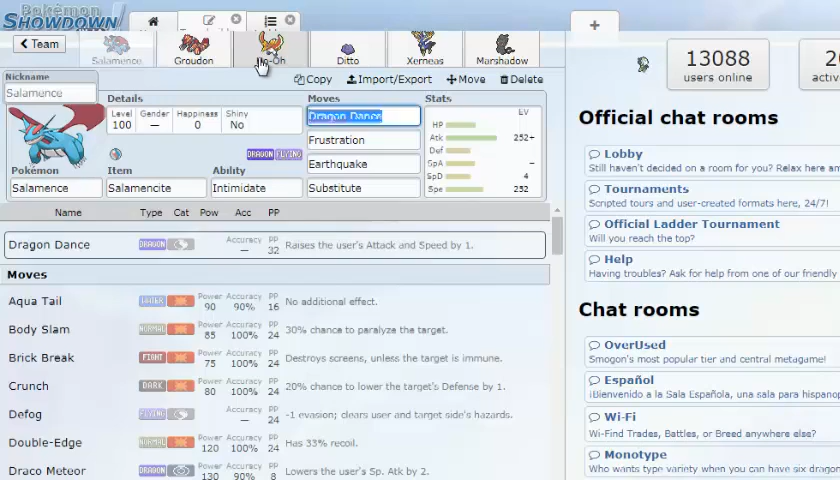 Pokémon
SHOWDOWN!
+
< Team
Salamence
Groudon
Ho-Oh
Ditto
Xerneas
Marshadow
13088
users online
Nickname
Salamence
Copy
Import/Export
Move
Delete
Details
Moves
Stats
Level
100
Gender
—
Happiness
0
Shiny
No
Dragon Dance
EV
HP
Atk 252+
Def
SpA –
SpD 4
Spe 252
Frustration
Earthquake
Substitute
DRAGON FLYING
Pokémon
Salamence
Item
Salamencite
Ability
Intimidate
Name Type Cat Pow Acc PP
Dragon Dance DRAGON Accuracy — PP 32 Raises the user's Attack and Speed by 1.
Moves
Aqua Tail WATER Power 90 Accuracy 90% PP 16 No additional effect.
Body Slam NORMAL Power 85 Accuracy 100% PP 24 30% chance to paralyze the target.
Brick Break FIGHT Power 75 Accuracy 100% PP 24 Destroys screens, unless the target is immune.
Crunch DARK Power 80 Accuracy 100% PP 24 20% chance to lower the target's Defense by 1.
Defog FLYING Accuracy — PP 24 -1 evasion; clears user and target side's hazards.
Double-Edge NORMAL Power 120 Accuracy 100% PP 24 Has 33% recoil.
Draco Meteor DRAGON Power 130 Accuracy 90% PP 8 Lowers the user's Sp. Atk by 2.
Official chat rooms
Lobby
Still haven't decided on a room for you? Relax here am
Tournaments
Scripted tours and user-created formats here, 24/7!
Official Ladder Tournament
Will you reach the top?
Help
Having troubles? Ask for help from one of our friendly
Chat rooms
OverUsed
Smogon's most popular tier and central metagame!
Español
¡Bienvenido a la Sala Española, una sala para hispanop
Wi-Fi
Wi-Find Trades, Battles, or Breed anywhere else?
Monotype
Who wants type variety when you can have six dragon